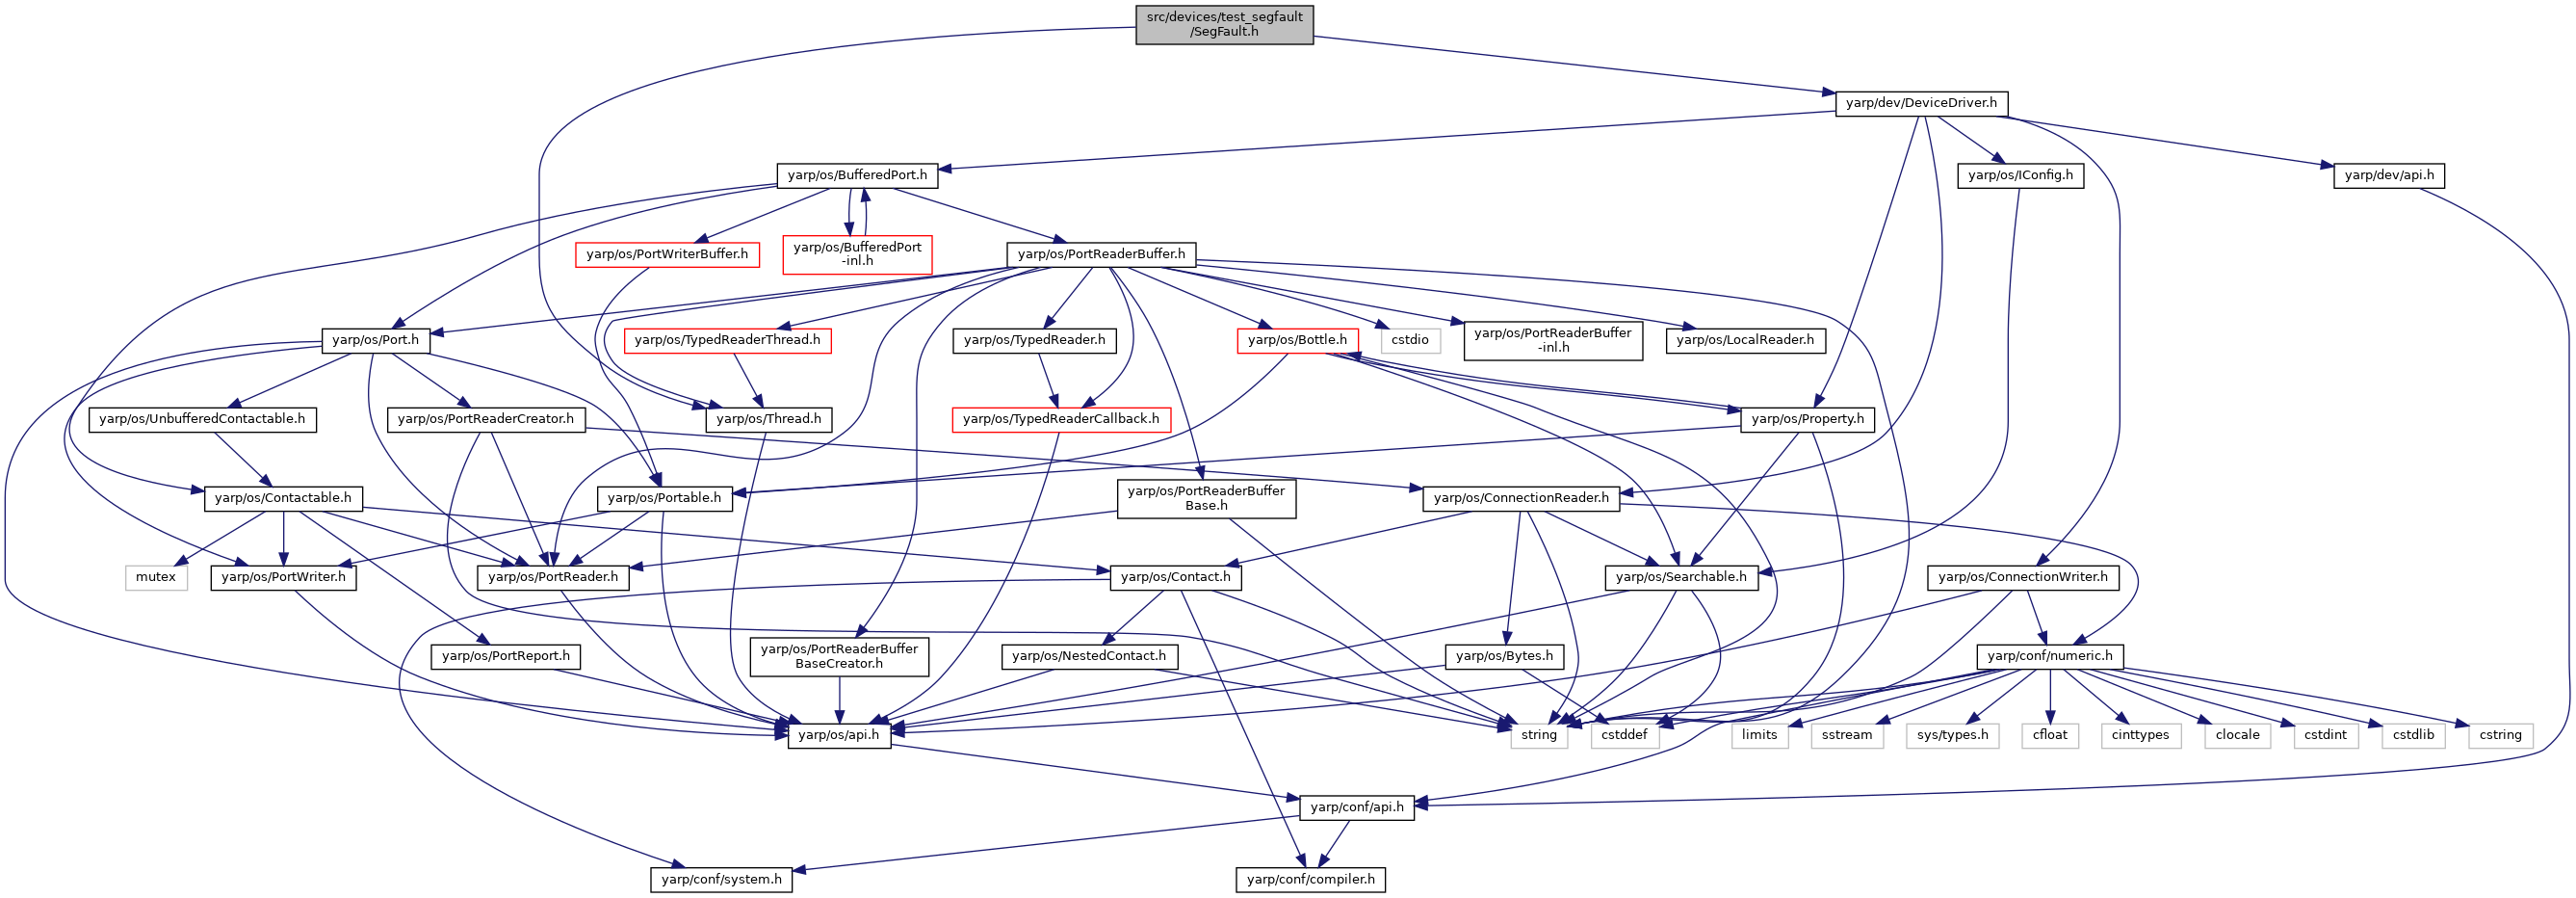 src/devices/test_segfault
/SegFault.h
yarp/dev/DeviceDriver.h
yarp/os/BufferedPort.h
yarp/os/IConfig.h
yarp/dev/api.h
yarp/os/PortWriterBuffer.h
yarp/os/BufferedPort
-inl.h
yarp/os/PortReaderBuffer.h
yarp/os/Port.h
yarp/os/TypedReaderThread.h
yarp/os/TypedReader.h
yarp/os/Bottle.h
cstdio
yarp/os/PortReaderBuffer
-inl.h
yarp/os/LocalReader.h
yarp/os/UnbufferedContactable.h
yarp/os/PortReaderCreator.h
yarp/os/Thread.h
yarp/os/TypedReaderCallback.h
yarp/os/Property.h
yarp/os/Contactable.h
yarp/os/Portable.h
yarp/os/PortReaderBuffer
Base.h
yarp/os/ConnectionReader.h
mutex
yarp/os/PortWriter.h
yarp/os/PortReader.h
yarp/os/Contact.h
yarp/os/Searchable.h
yarp/os/ConnectionWriter.h
yarp/os/PortReport.h
yarp/os/PortReaderBuffer
BaseCreator.h
yarp/os/NestedContact.h
yarp/os/Bytes.h
yarp/conf/numeric.h
yarp/os/api.h
string
cstddef
limits
sstream
sys/types.h
cfloat
cinttypes
clocale
cstdint
cstdlib
cstring
yarp/conf/api.h
yarp/conf/system.h
yarp/conf/compiler.h